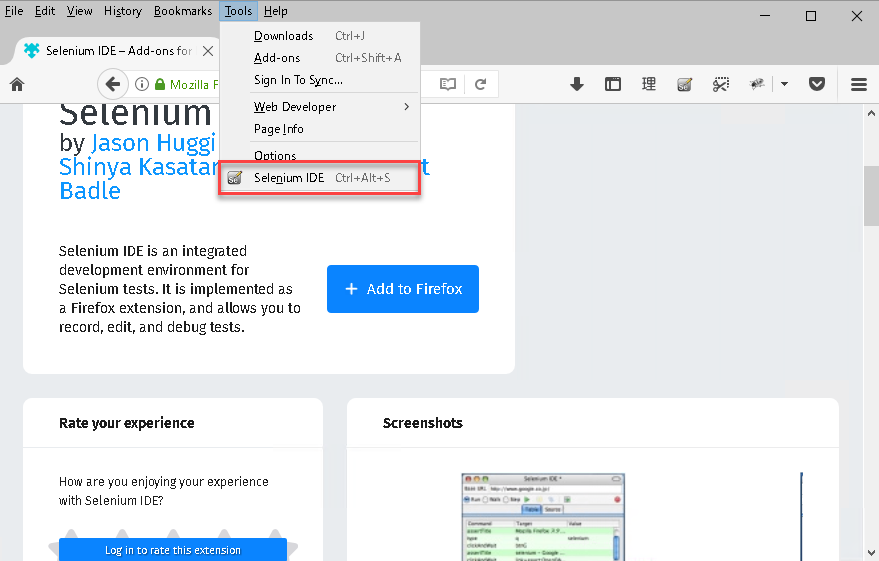 File Edit View History Bookmarks Tools Help
Selenium IDE – Add-ons for
Downloads Ctrl+J
Add-ons Ctrl+Shift+A
Sign In To Sync...
Web Developer
Page Info
Options
Selenium IDE Ctrl+Alt+S
Mozilla F
理
Selenium
by Jason Huggi
Shinya Kasatar t
Badle
Selenium IDE is an integrated
development environment for
Selenium tests. It is implemented as
a Firefox extension, and allows you to
record, edit, and debug tests.
Add to Firefox
Rate your experience
How are you enjoying your experience
with Selenium IDE?
Log in to rate this extension
Screenshots
Selenium IDE *
Base URL http://www.google.co.jp/
Run Walk Step
Table Source
Command Target Value
assertTitle
type q selenium
clickAndWait btnG
assertTitle selenium - Google ...
clickAndWait